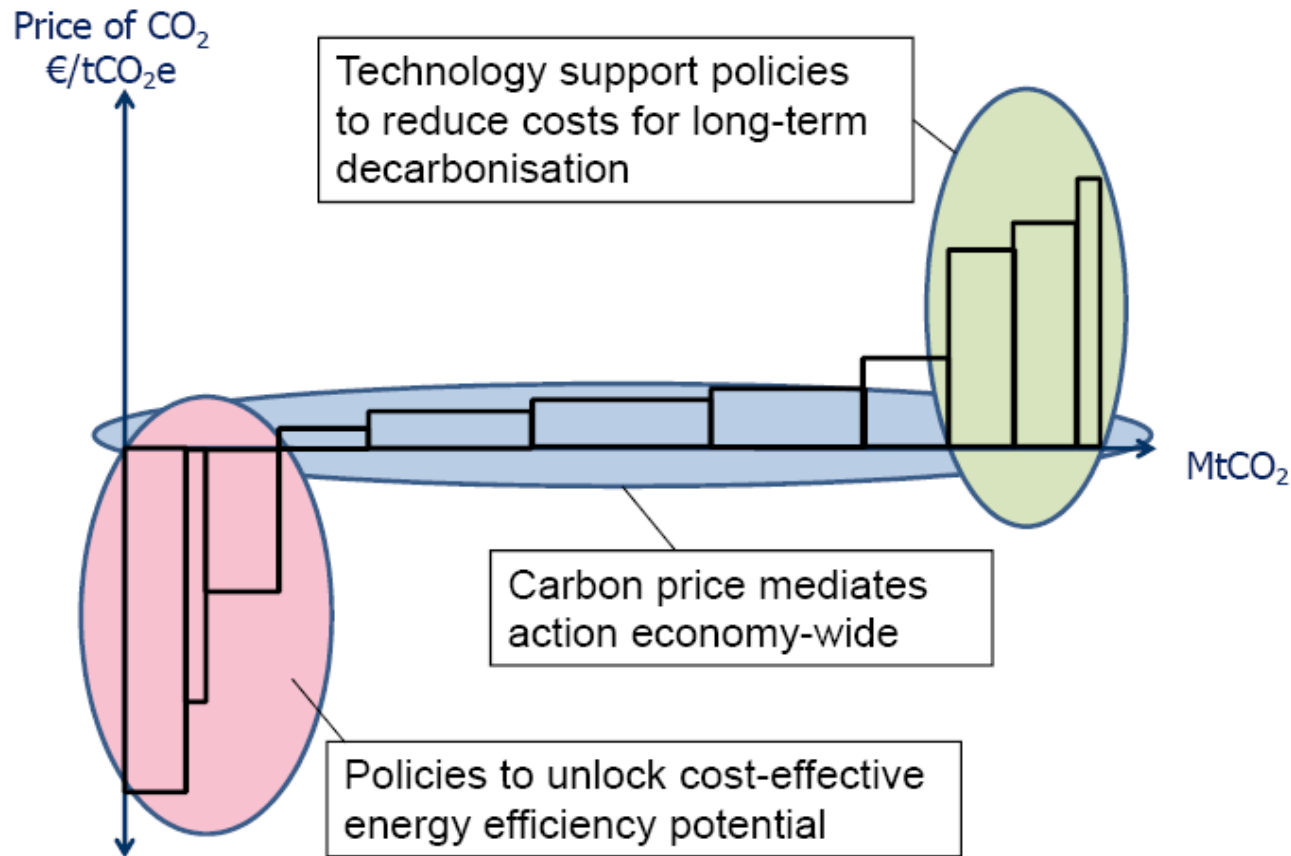 Price of CO₂
€/tCO₂e
Technology support policies
to reduce costs for long-term
decarbonisation
MtCO₂
Carbon price mediates
action economy-wide
Policies to unlock cost-effective
energy efficiency potential